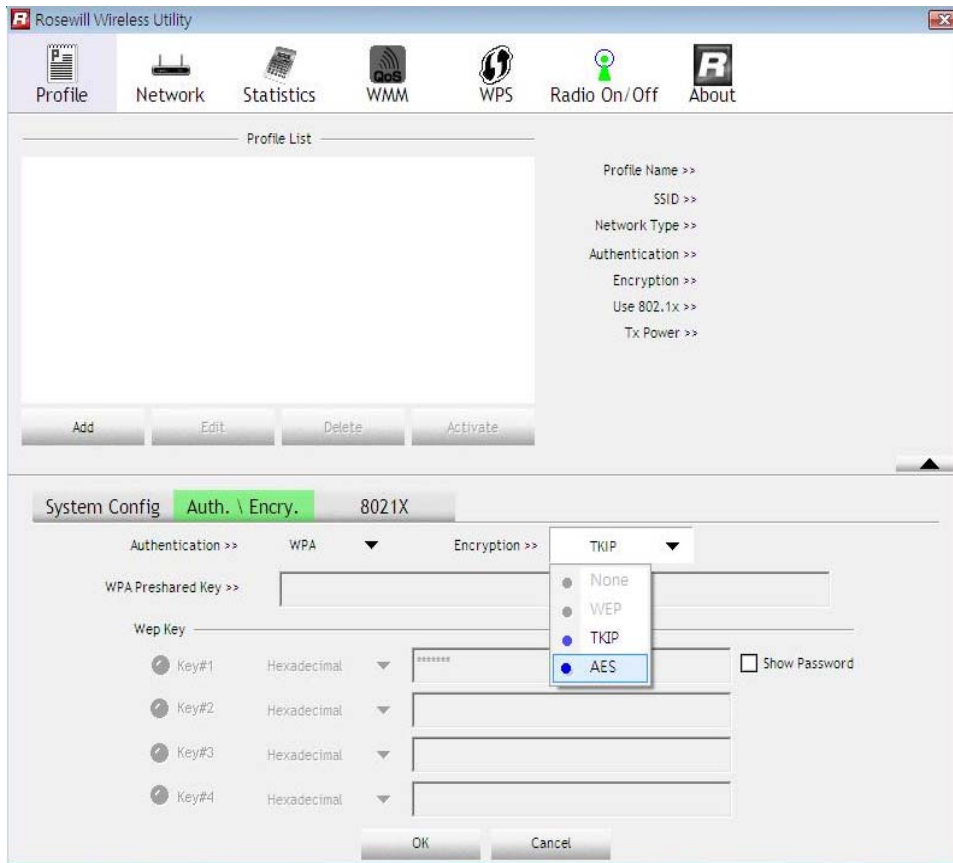 Rosewill Wireless Utility
Profile Network Statistics QoS WMM WPS Radio On/Off About
Profile List
Profile Name >>
SSID >>
Network Type >>
Authentication >>
Encryption >>
Use 802.1x >>
Tx Power >>
Add Edit Delete Activate
System Config Auth. \ Encry. 8021X
Authentication >> WPA Encryption >> TKIP
None
WEP
TKIP
AES
WPA Preshared Key >>
Wep Key
Key#1 Hexadecimal ******* Show Password
Key#2 Hexadecimal
Key#3 Hexadecimal
Key#4 Hexadecimal
OK Cancel